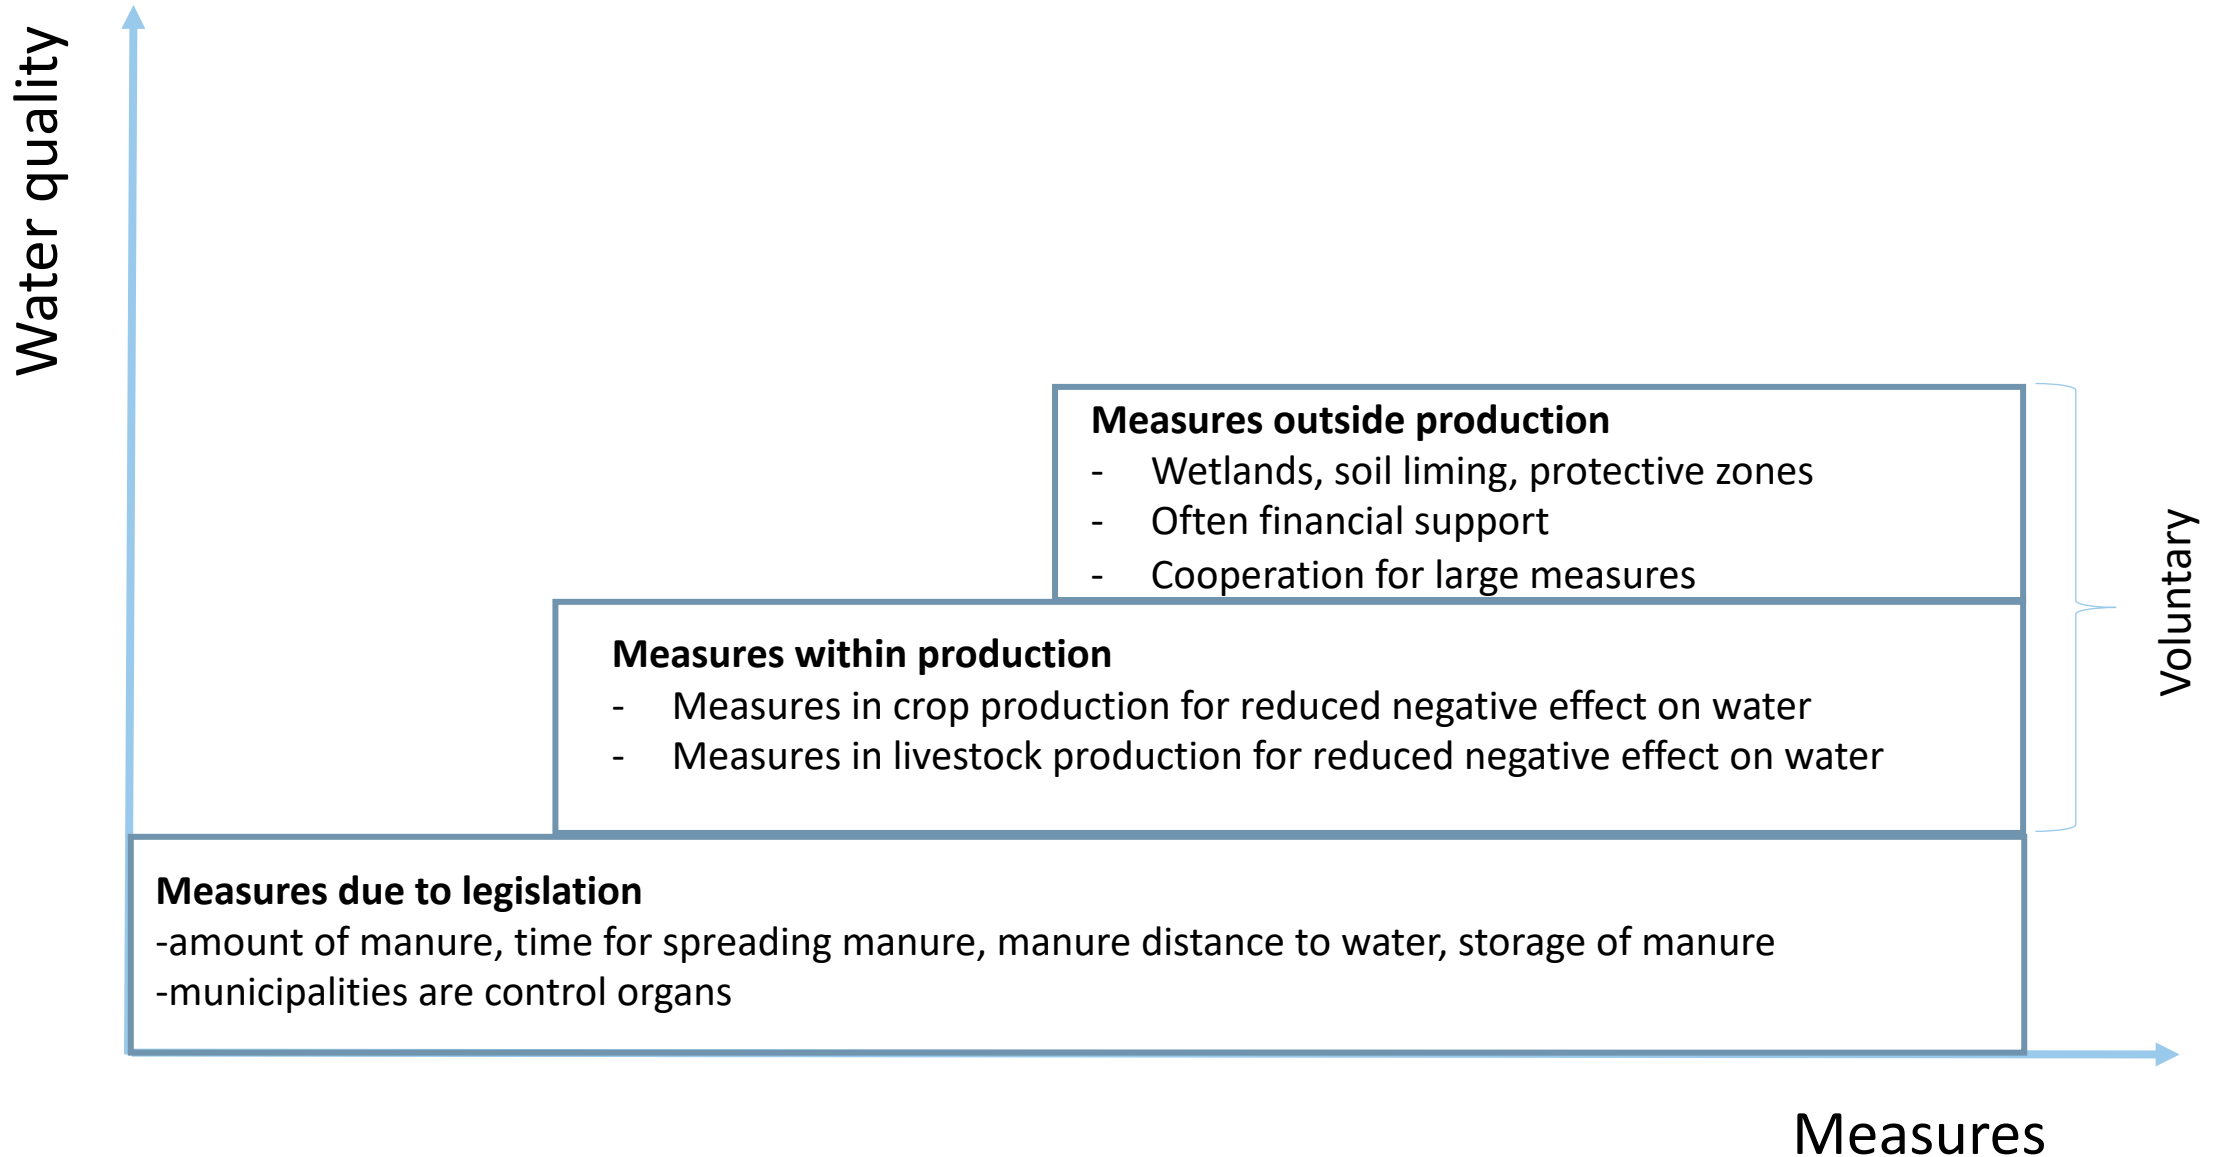 Water quality
Measures outside production
- Wetlands, soil liming, protective zones
- Often financial support
- Cooperation for large measures
Voluntary
Measures within production
- Measures in crop production for reduced negative effect on water
- Measures in livestock production for reduced negative effect on water
Measures due to legislation
-amount of manure, time for spreading manure, manure distance to water, storage of manure
-municipalities are control organs
Measures